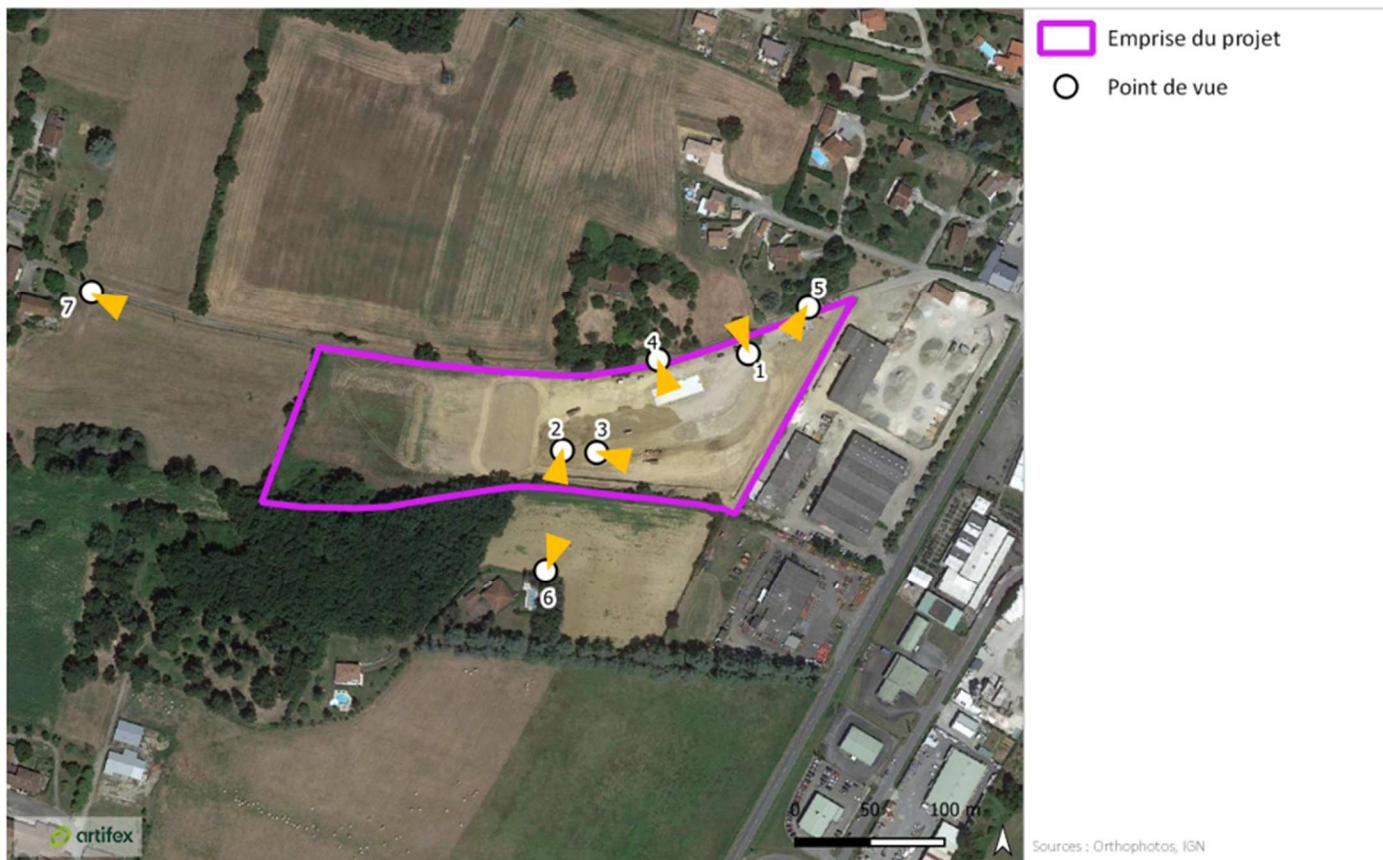 Emprise du projet
Point de vue
5
7
4
1
2
3
6
0 50 100 m
artifex
Sources : Orthophotos, IGN